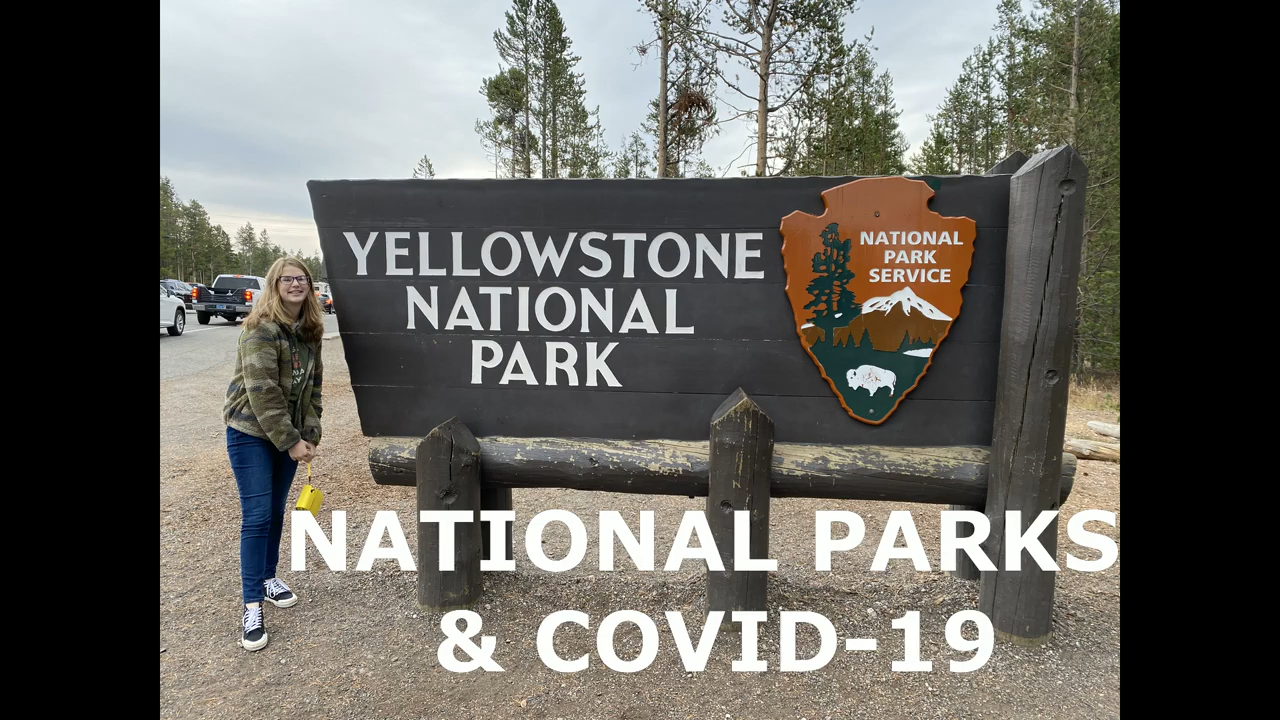 YELLOWSTONE
NATIONAL
PARK
NATIONAL
PARK
SERVICE
NATIONAL PARKS
& COVID-19